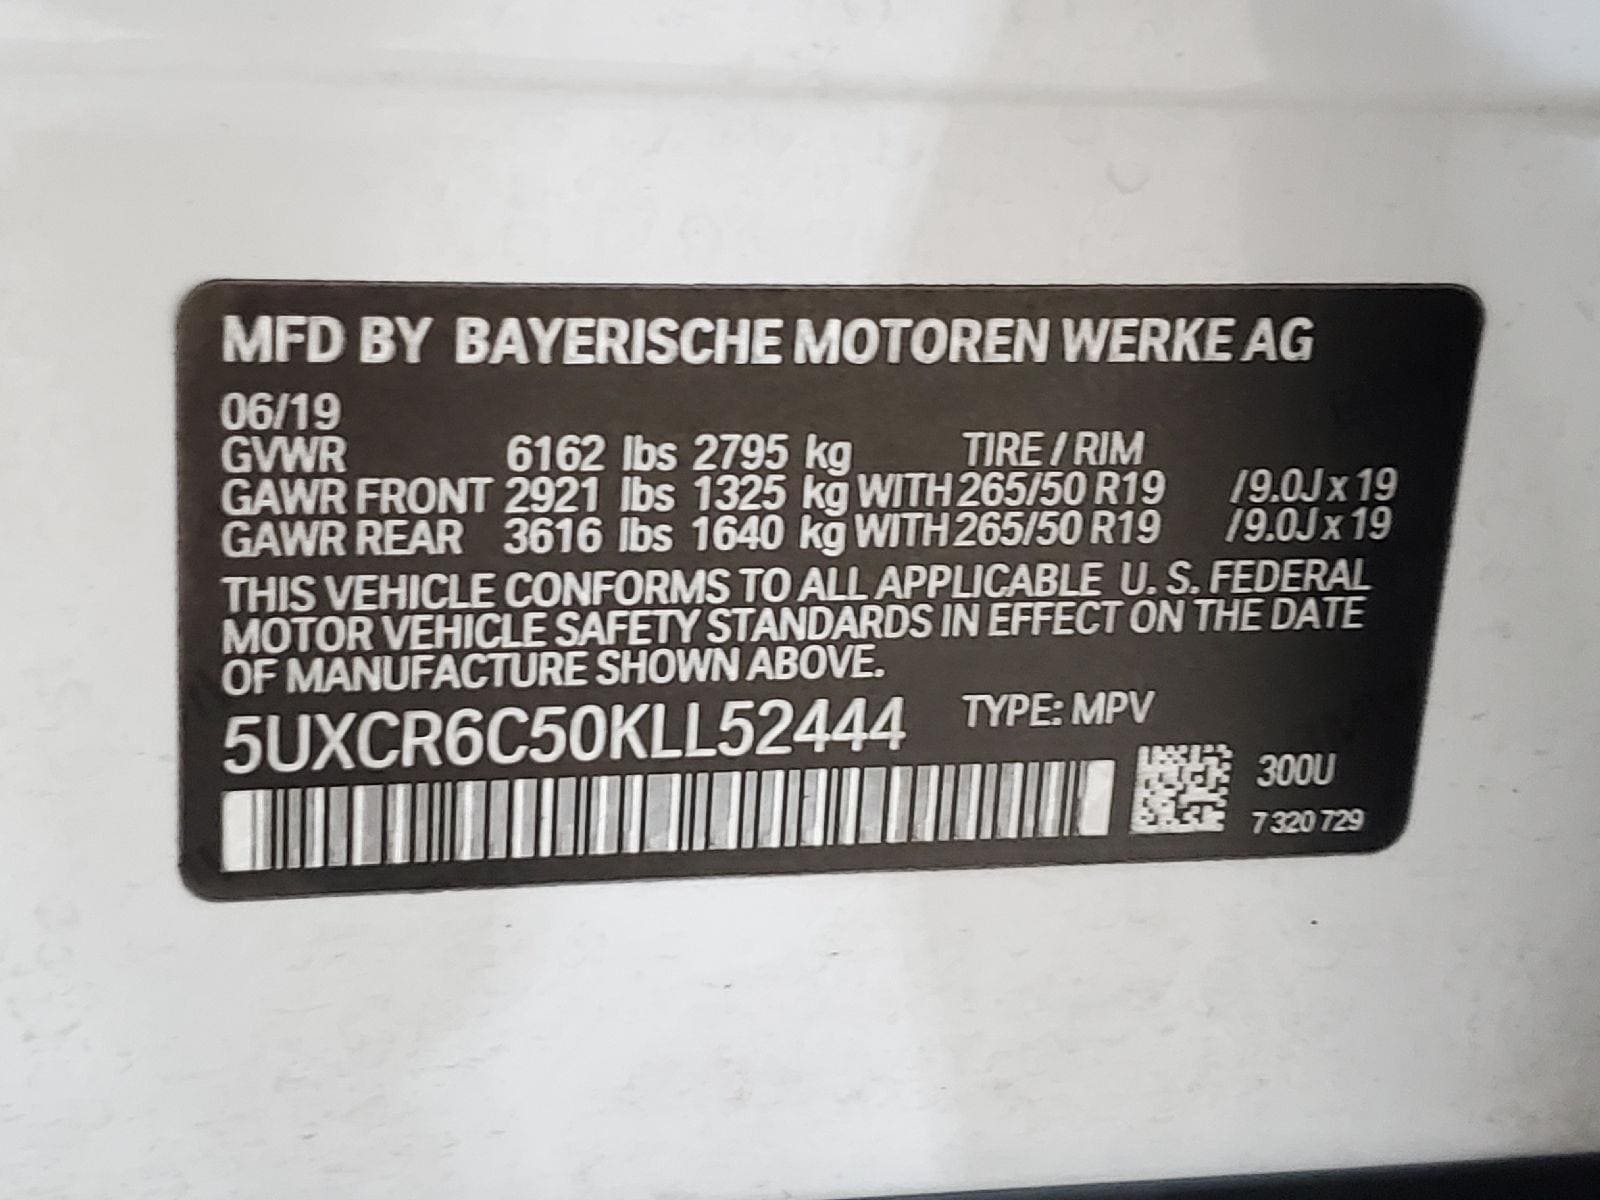 MFD BY BAYERISCHE MOTOREN WERKE AG
06/19
GVWR 6162 lbs 2795 kg TIRE / RIM
GAWR FRONT 2921 lbs 1325 kg WITH 265/50 R19 /9.0J x 19
GAWR REAR 3616 lbs 1640 kg WITH 265/50 R19 /9.0J x 19
THIS VEHICLE CONFORMS TO ALL APPLICABLE U. S. FEDERAL
MOTOR VEHICLE SAFETY STANDARDS IN EFFECT ON THE DATE
OF MANUFACTURE SHOWN ABOVE.
5UXCR6C50KLL52444 TYPE: MPV
300U
7 320 729